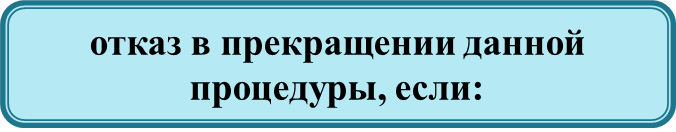 отказ в прекращении данной
процедуры, если: